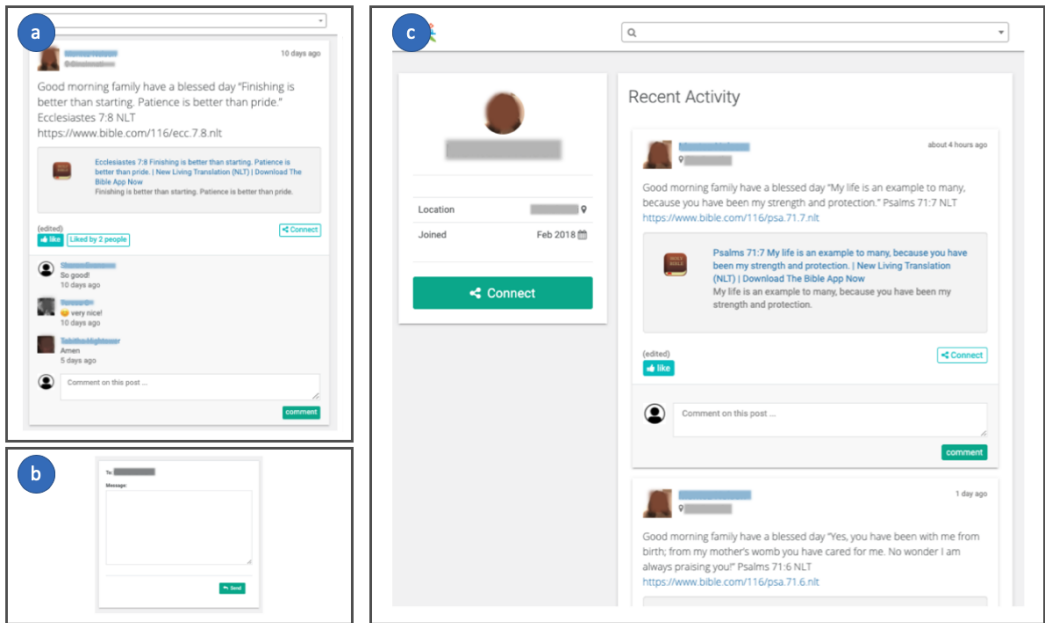 a
10 days ago
Good morning family have a blessed day “Finishing is
better than starting. Patience is better than pride.”
Ecclesiastes 7:8 NLT
https://www.bible.com/116/ecc.7.8.nlt
Ecclesiastes 7:8 Finishing is better than starting. Patience is
better than pride. | New Living Translation (NLT) | Download The
Bible App Now
Finishing is better than starting. Patience is better than pride.
(edited)
like Liked by 2 people
Connect
So good!
10 days ago
😊 very nice!
10 days ago
Amen
5 days ago
Comment on this post ...
comment
b
To:
Message:
Send
c
Location
Joined Feb 2018
Connect
Recent Activity
about 4 hours ago
Good morning family have a blessed day “My life is an example to many,
because you have been my strength and protection.” Psalms 71:7 NLT
https://www.bible.com/116/psa.71.7.nlt
HOLY
BIBLE
Psalms 71:7 My life is an example to many, because you have
been my strength and protection. | New Living Translation
(NLT) | Download The Bible App Now
My life is an example to many, because you have been my
strength and protection.
(edited)
like
Connect
Comment on this post ...
comment
1 day ago
Good morning family have a blessed day “Yes, you have been with me from
birth; from my mother's womb you have cared for me. No wonder I am
always praising you!” Psalms 71:6 NLT
https://www.bible.com/116/psa.71.6.nlt